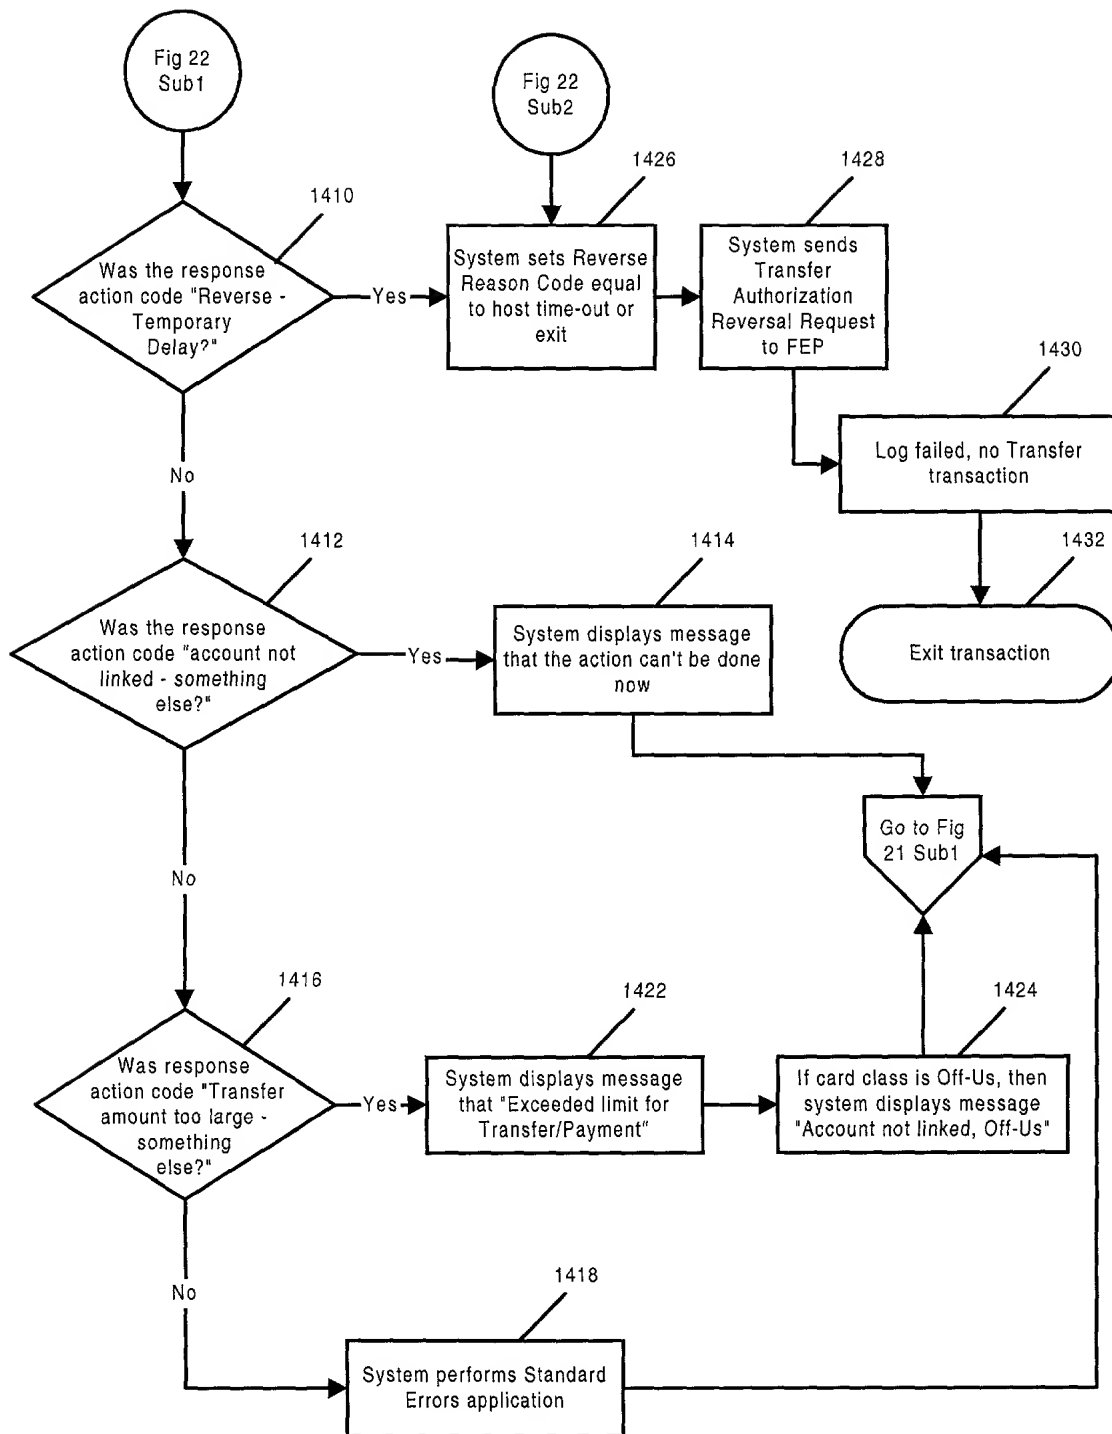 Fig 22
Sub1
Fig 22
Sub2
1410
1426
1428
Was the response
action code "Reverse -
Temporary
Delay?"
Yes
System sets Reverse
Reason Code equal
to host time-out or
exit
System sends
Transfer
Authorization
Reversal Request
to FEP
1430
Log failed, no Transfer
transaction
No
1412
1414
1432
Was the response
action code "account not
linked - something
else?"
Yes
System displays message
that the action can't be done
now
Exit transaction
Go to Fig
21 Sub1
No
1416
1422
1424
Was response
action code "Transfer
amount too large -
something
else?"
Yes
System displays message
that "Exceeded limit for
Transfer/Payment"
If card class is Off-Us, then
system displays message
"Account not linked, Off-Us"
No
1418
System performs Standard
Errors application